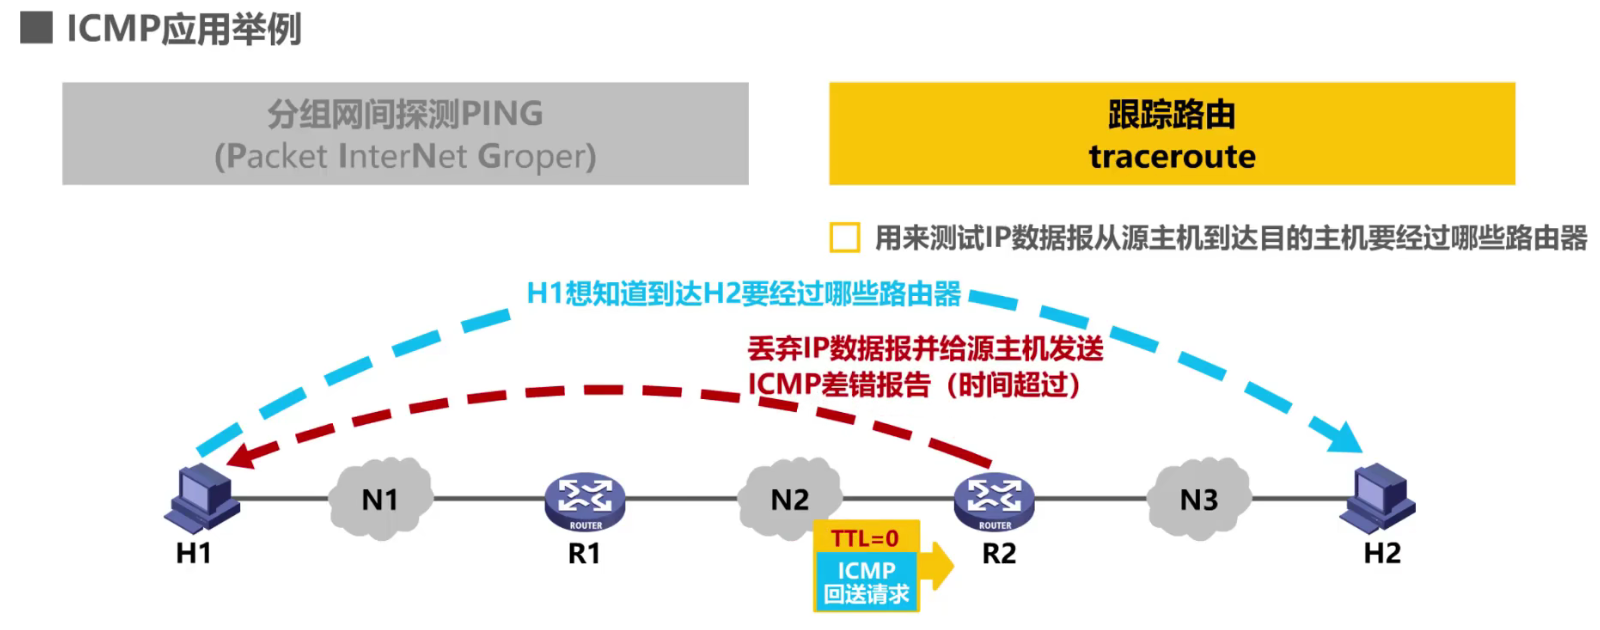 ICMP应用举例
分组网间探测PING
(Packet InterNet Groper)
跟踪路由
traceroute
用来测试IP数据报从源主机到达目的主机要经过哪些路由器
H1想知道到达H2要经过哪些路由器
丢弃IP数据报并给源主机发送
ICMP差错报告（时间超过）
N1
N2
N3
ROUTER
ROUTER
H1
R1
R2
H2
TTL=0
ICMP
回送请求